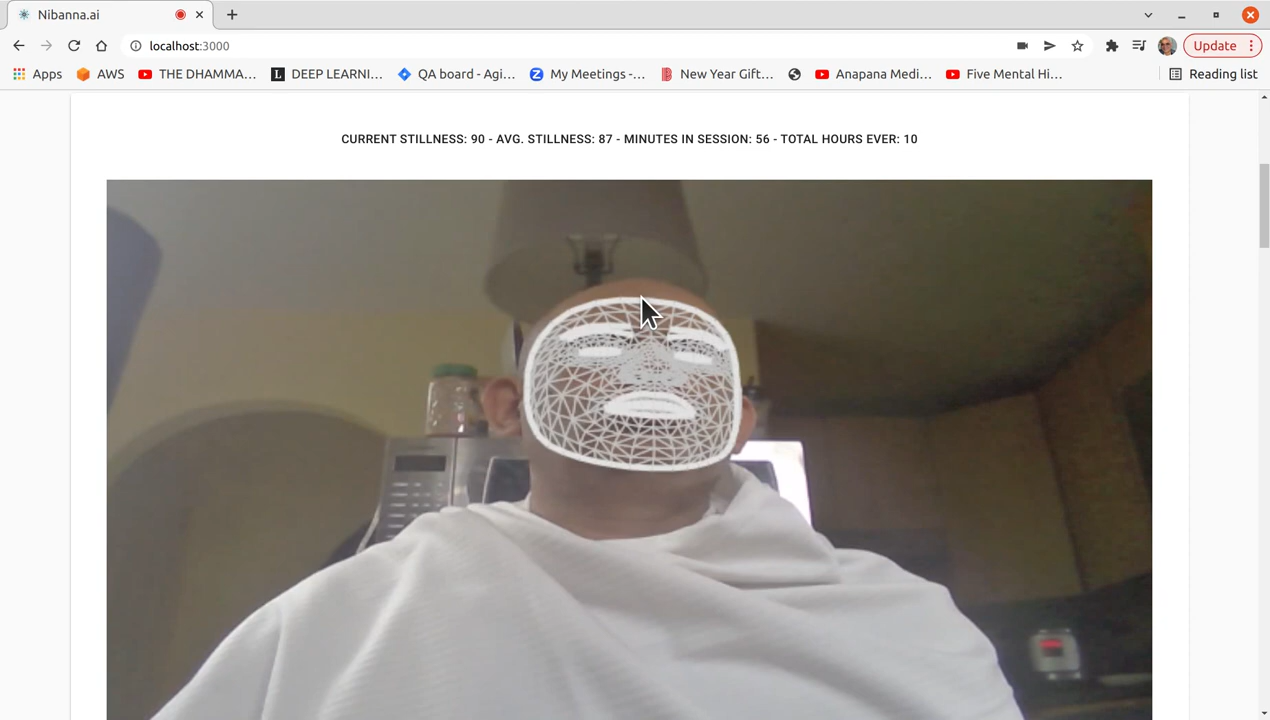 Nibanna.ai
localhost:3000
Update
Apps
AWS
THE DHAMMA...
L
DEEP LEARNI...
QA board - Agi...
Z
My Meetings -...
B
New Year Gift...
Anapana Medi...
Five Mental Hi...
Reading list
CURRENT STILLNESS: 90 - AVG. STILLNESS: 87 - MINUTES IN SESSION: 56 - TOTAL HOURS EVER: 10